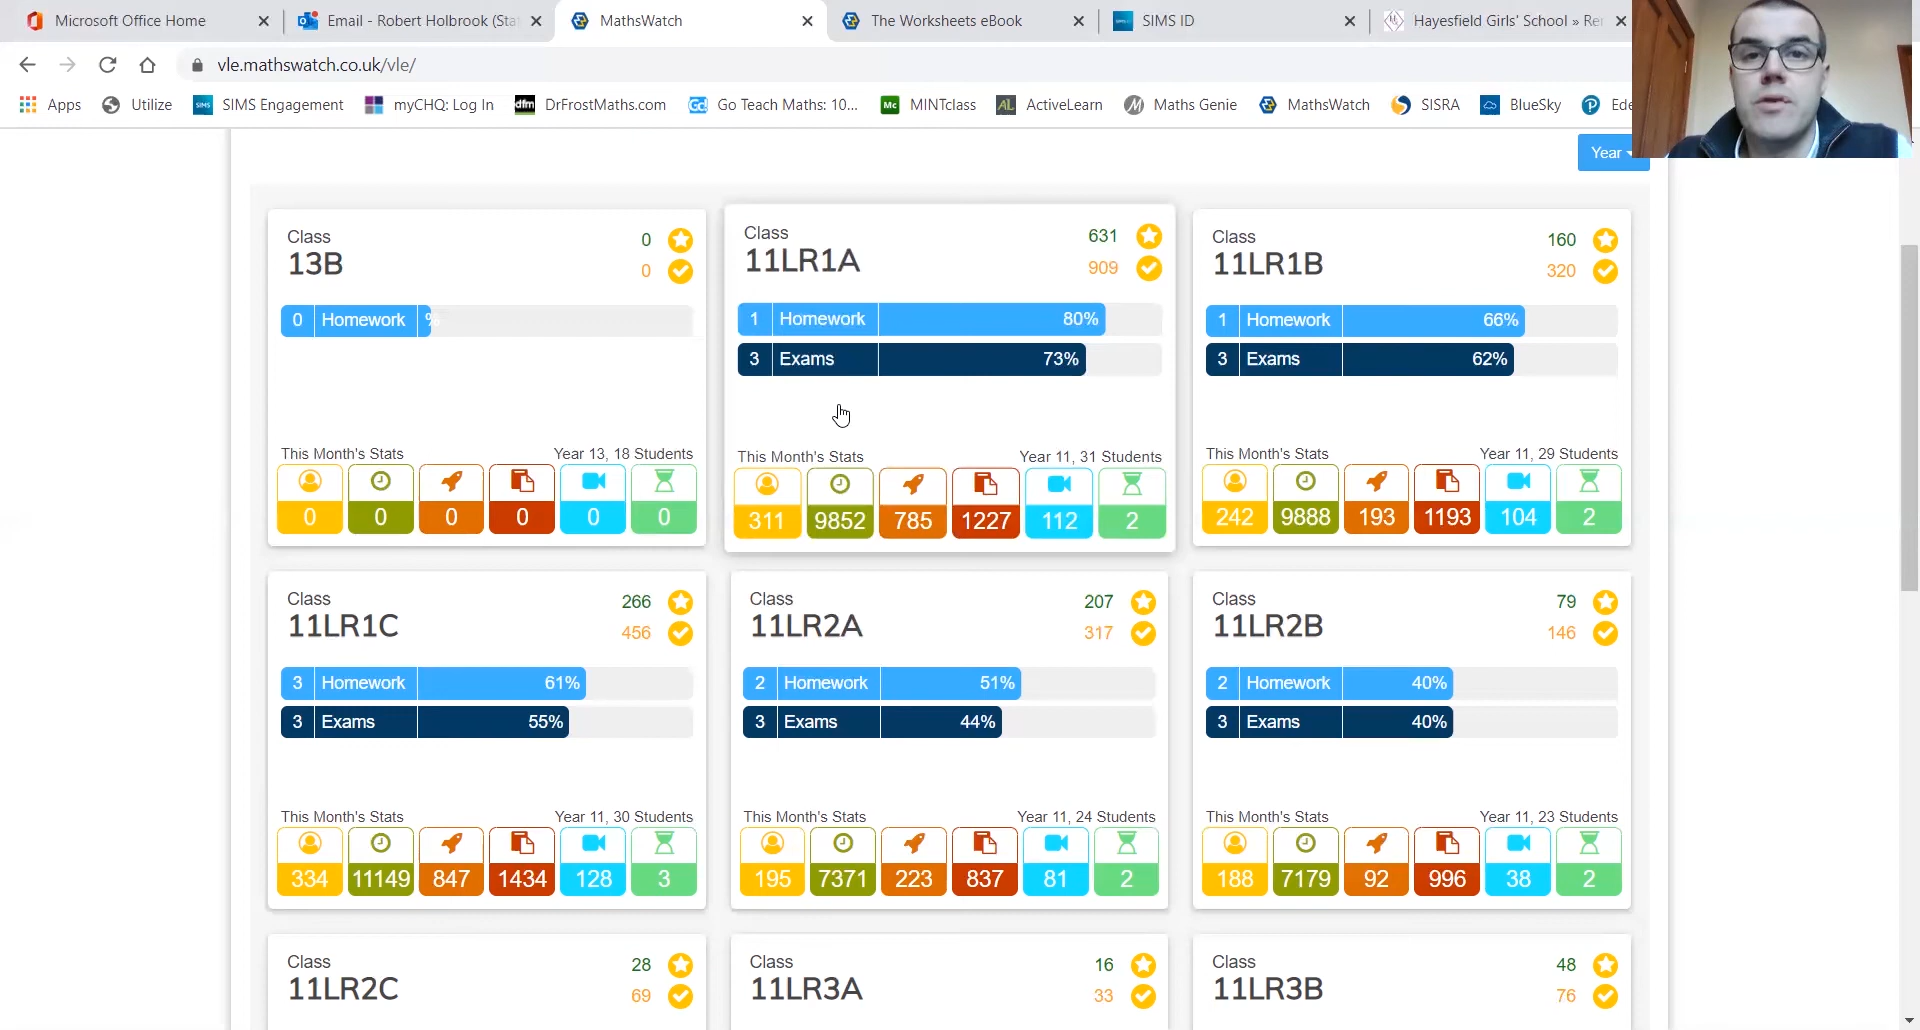 Microsoft Office Home
Email - Robert Holbrook (Sta
MathsWatch
The Worksheets eBook
SIMS ID
Hayesfield Girls' School » Re
vle.mathswatch.co.uk/vle/
Apps
Utilize
SIMS Engagement
myCHQ: Log In
dfm DrFrostMaths.com
Go Teach Maths: 10...
Mc MINTclass
AL ActiveLearn
Maths Genie
MathsWatch
SISRA
BlueSky
Ede
Year
Class
13B
0
0
0 Homework %
This Month's Stats
Year 13, 18 Students
0 0 0 0 0 0
Class
11LR1A
631
909
1 Homework 80%
3 Exams 73%
This Month's Stats
Year 11, 31 Students
311 9852 785 1227 112 2
Class
11LR1B
160
320
1 Homework 66%
3 Exams 62%
This Month's Stats
Year 11, 29 Students
242 9888 193 1193 104 2
Class
11LR1C
266
456
3 Homework 61%
3 Exams 55%
This Month's Stats
Year 11, 30 Students
334 11149 847 1434 128 3
Class
11LR2A
207
317
2 Homework 51%
3 Exams 44%
This Month's Stats
Year 11, 24 Students
195 7371 223 837 81 2
Class
11LR2B
79
146
2 Homework 40%
3 Exams 40%
This Month's Stats
Year 11, 23 Students
188 7179 92 996 38 2
Class
11LR2C
28
69
Class
11LR3A
16
33
Class
11LR3B
48
76